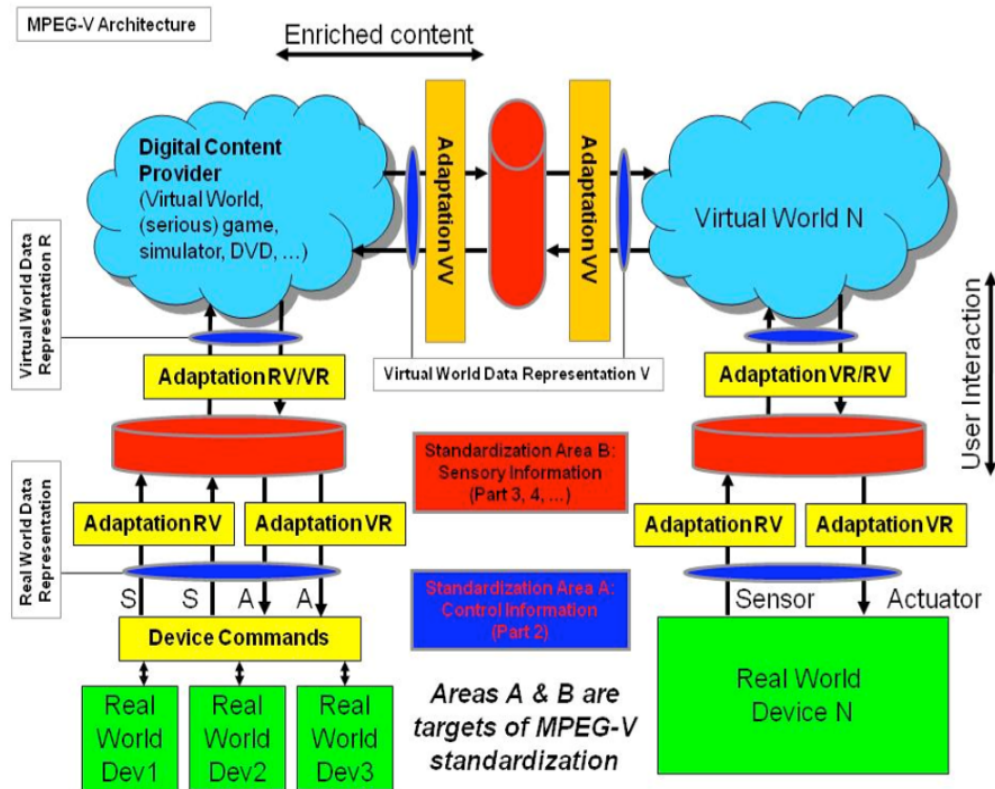 MPEG-V Architecture
Enriched content
Digital Content
Provider
(Virtual World,
(serious) game,
simulator, DVD, ...)
Adaptation VV
Adaptation VV
Virtual World N
Virtual World Data
Representation R
Adaptation RV/VR
Virtual World Data Representation V
Adaptation VR/RV
User Interaction
Standardization Area B:
Sensory Information
(Part 3, 4, ...)
Real World Data
Representation
Adaptation RV
Adaptation VR
Adaptation RV
Adaptation VR
Standardization Area A:
Control Information
(Part 2)
S
S
A
A
Sensor
Actuator
Device Commands
Real
World
Dev1
Real
World
Dev2
Real
World
Dev3
Areas A & B are
targets of MPEG-V
standardization
Real World
Device N